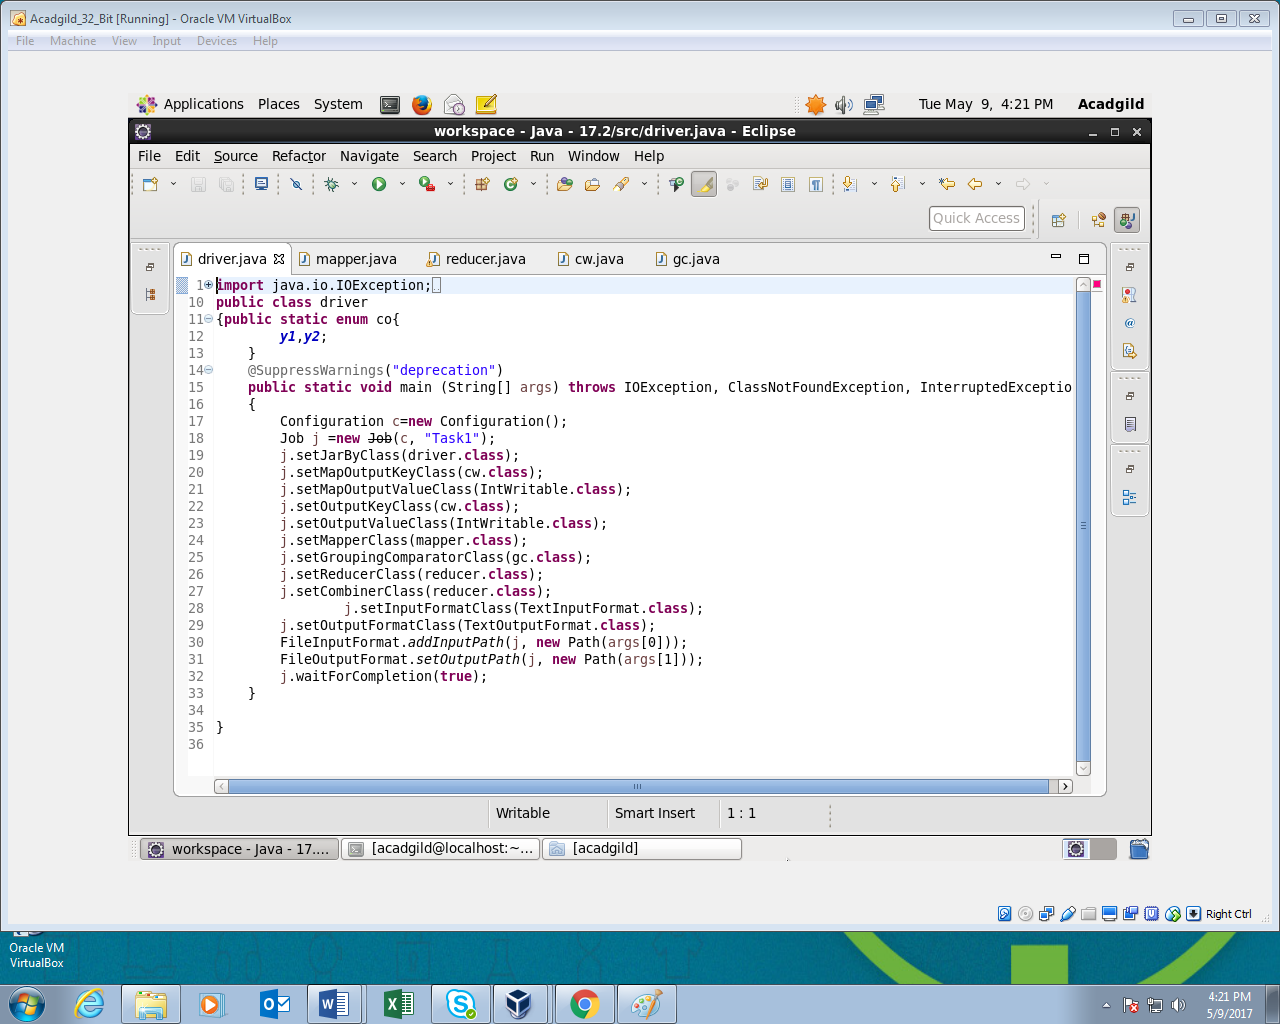 Acadgild_32_Bit [Running] - Oracle VM VirtualBox
File Machine View Input Devices Help
Applications Places System Tue May 9, 4:21 PM Acadgild
workspace - Java - 17.2/src/driver.java - Eclipse
File Edit Source Refactor Navigate Search Project Run Window Help
Quick Access
driver.java mapper.java reducer.java cw.java gc.java
1 import java.io.IOException;
10 public class driver
11 {public static enum co{
12 y1,y2;
13 }
14 @SuppressWarnings("deprecation")
15 public static void main (String[] args) throws IOException, ClassNotFoundException, InterruptedExceptio
16 {
17 Configuration c=new Configuration();
18 Job j =new Job(c, "Task1");
19 j.setJarByClass(driver.class);
20 j.setMapOutputKeyClass(cw.class);
21 j.setMapOutputValueClass(IntWritable.class);
22 j.setOutputKeyClass(cw.class);
23 j.setOutputValueClass(IntWritable.class);
24 j.setMapperClass(mapper.class);
25 j.setGroupingComparatorClass(gc.class);
26 j.setReducerClass(reducer.class);
27 j.setCombinerClass(reducer.class);
28 j.setInputFormatClass(TextInputFormat.class);
29 j.setOutputFormatClass(TextOutputFormat.class);
30 FileInputFormat.addInputPath(j, new Path(args[0]));
31 FileOutputFormat.setOutputPath(j, new Path(args[1]));
32 j.waitForCompletion(true);
33 }
34
35 }
36
Writable Smart Insert 1 : 1
workspace - Java - 17.... [acadgild@localhost:~... [acadgild]
Right Ctrl
Oracle VM
VirtualBox
4:21 PM
5/9/2017